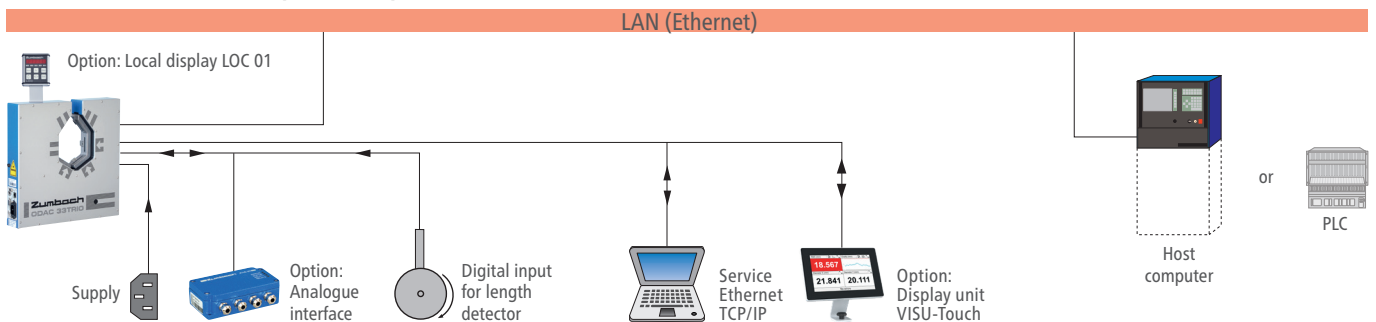 LAN (Ethernet)
Option: Local display LOC 01
Zumbach
ODAC 33TRIO
or
PLC
Host
computer
Supply
Option:
Analogue
interface
Digital input
for length
detector
Service
Ethernet
TCP/IP
18.567
21.841 20.111
Option:
Display unit
VISU-Touch